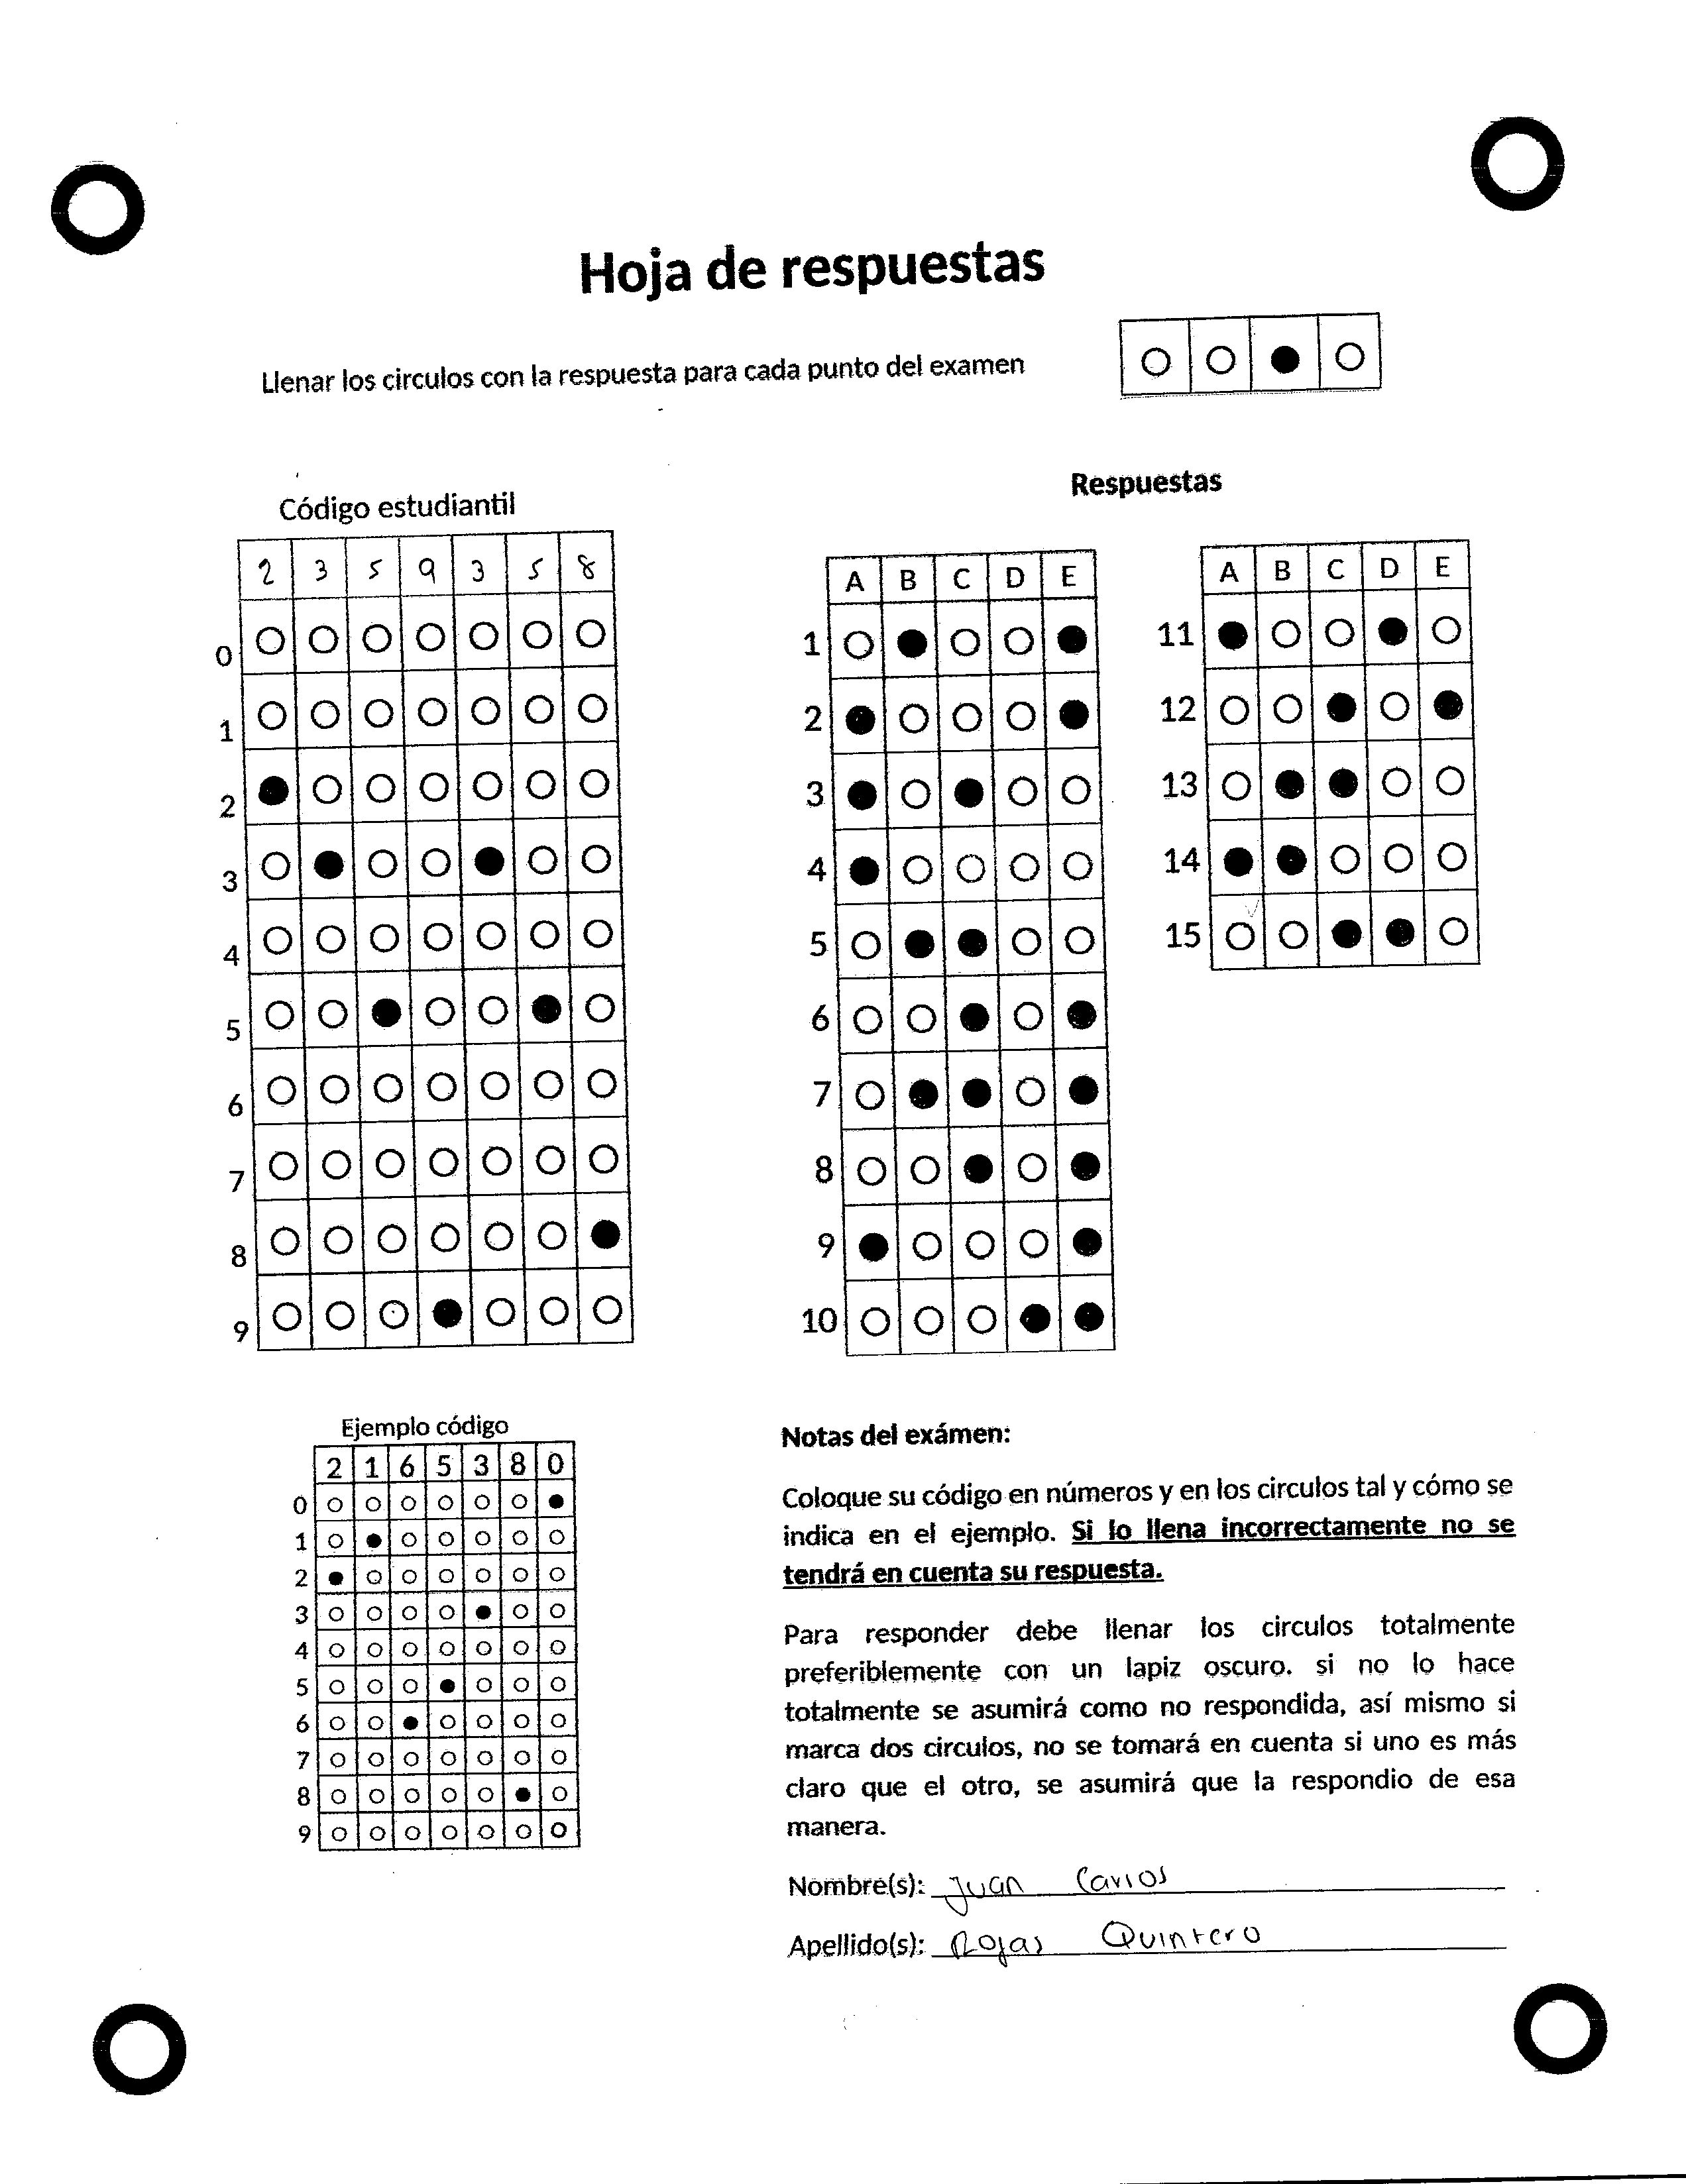 Hoja de respuestas
Llenar los circulos con la respuesta para cada punto del examen
Código estudiantil
2 3 5 9 3 5 8
0
1
2
3
4
5
6
7
8
9
Respuestas
A B C D E
1
2
3
4
5
6
7
8
9
10
A B C D E
11
12
13
14
15
Ejemplo código
2 1 6 5 3 8 0
0
1
2
3
4
5
6
7
8
9
Notas del exámen:
Coloque su código en números y en los circulos tal y cómo se
indica en el ejemplo. Si lo llena incorrectamente no se
tendrá en cuenta su respuesta.
Para responder debe llenar los circulos totalmente
preferiblemente con un lapiz oscuro. si no lo hace
totalmente se asumirá como no respondida, así mismo si
marca dos circulos, no se tomará en cuenta si uno es más
claro que el otro, se asumirá que la respondio de esa
manera.
Nombre(s): Juan Carlos
Apellido(s): Rojas Quintero